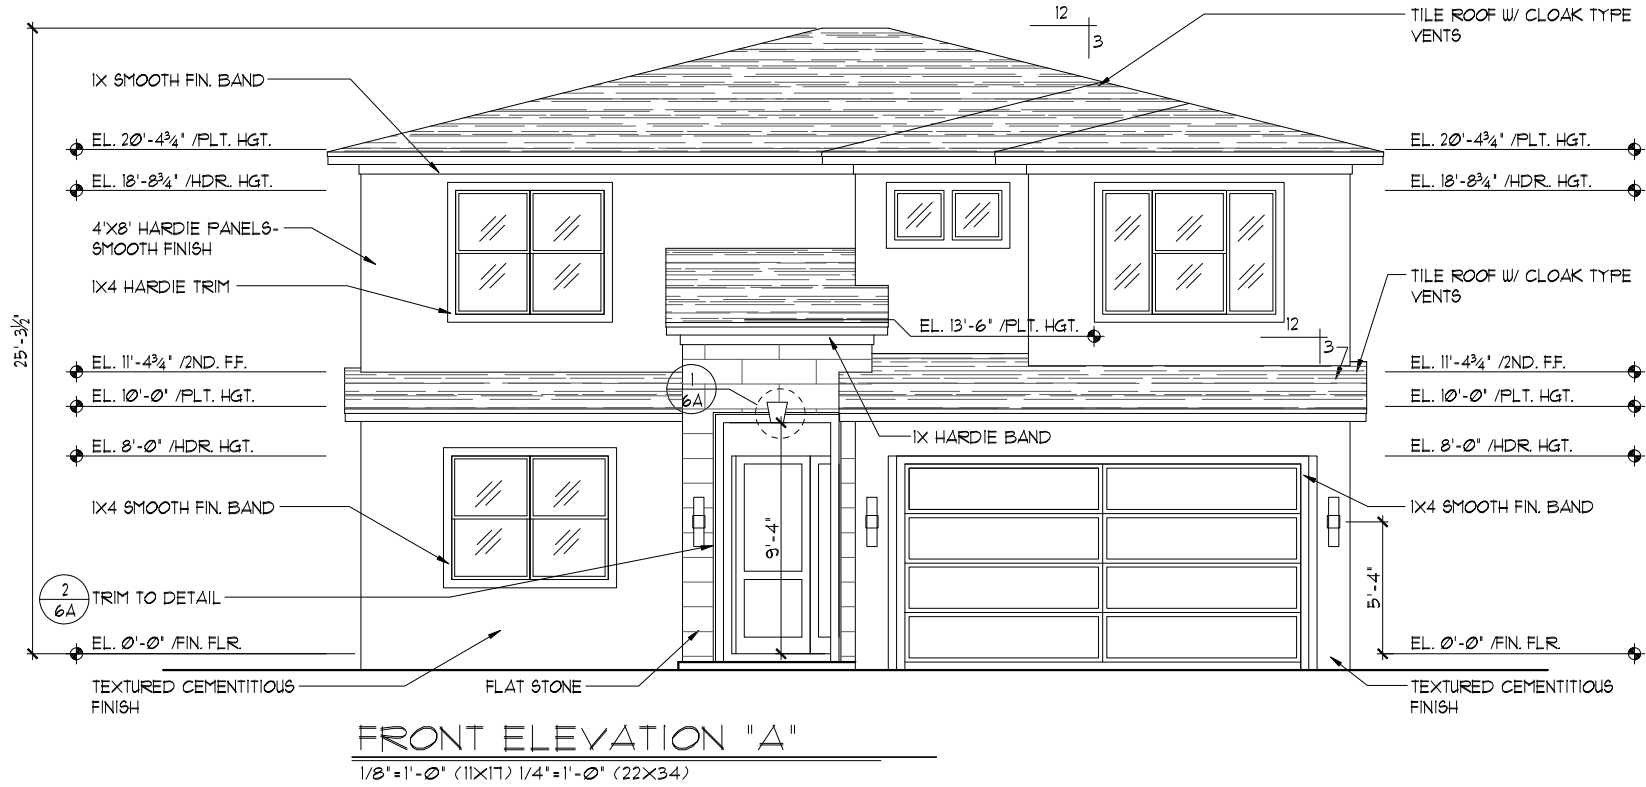 12
3
TILE ROOF W/ CLOAK TYPE
VENTS
1X SMOOTH FIN. BAND
EL. 20'-4¾" /PLT. HGT.
EL. 20'-4¾" /PLT. HGT.
EL. 18'-8¾" /HDR. HGT.
EL. 18'-8¾" /HDR. HGT.
4'X8' HARDIE PANELS-
SMOOTH FINISH
1X4 HARDIE TRIM
TILE ROOF W/ CLOAK TYPE
VENTS
25'-3½"
EL. 13'-6" /PLT. HGT.
12
3
EL. 11'-4¾" /2ND. F.F.
EL. 11'-4¾" /2ND. F.F.
1
6A
EL. 10'-0" /PLT. HGT.
EL. 10'-0" /PLT. HGT.
1X HARDIE BAND
EL. 8'-0" /HDR. HGT.
EL. 8'-0" /HDR. HGT.
1X4 SMOOTH FIN. BAND
1X4 SMOOTH FIN. BAND
9'-4"
5'-4"
2
6A
TRIM TO DETAIL
EL. 0'-0" /FIN. FLR.
EL. 0'-0" /FIN. FLR.
TEXTURED CEMENTITIOUS
FINISH
FLAT STONE
TEXTURED CEMENTITIOUS
FINISH
FRONT ELEVATION "A"
1/8"=1'-0" (11X17) 1/4"=1'-0" (22X34)